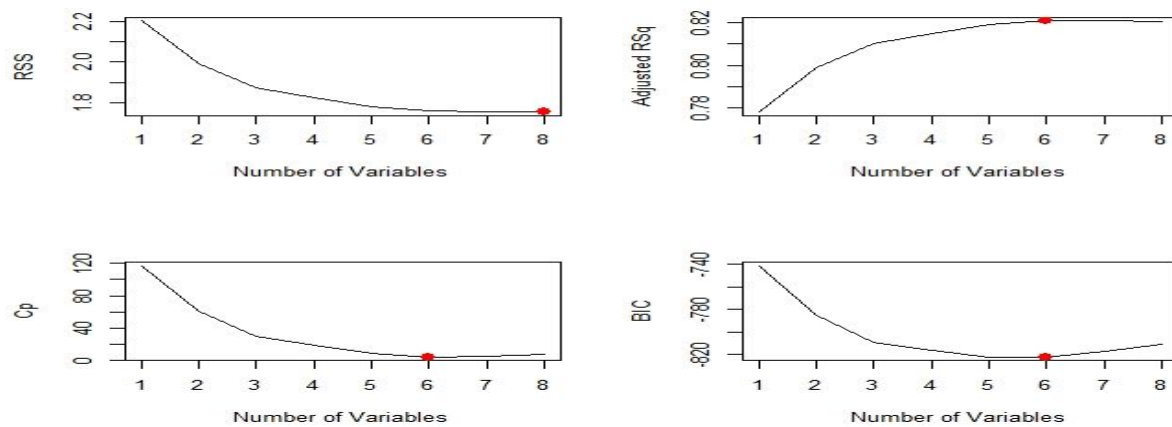 RSS
2.2
2.0
1.8
1 2 3 4 5 6 7 8
Number of Variables
Adjusted RSq
0.82
0.80
0.78
1 2 3 4 5 6 7 8
Number of Variables
Cp
120
80
40
0
1 2 3 4 5 6 7 8
Number of Variables
BIC
-740
-780
-820
1 2 3 4 5 6 7 8
Number of Variables